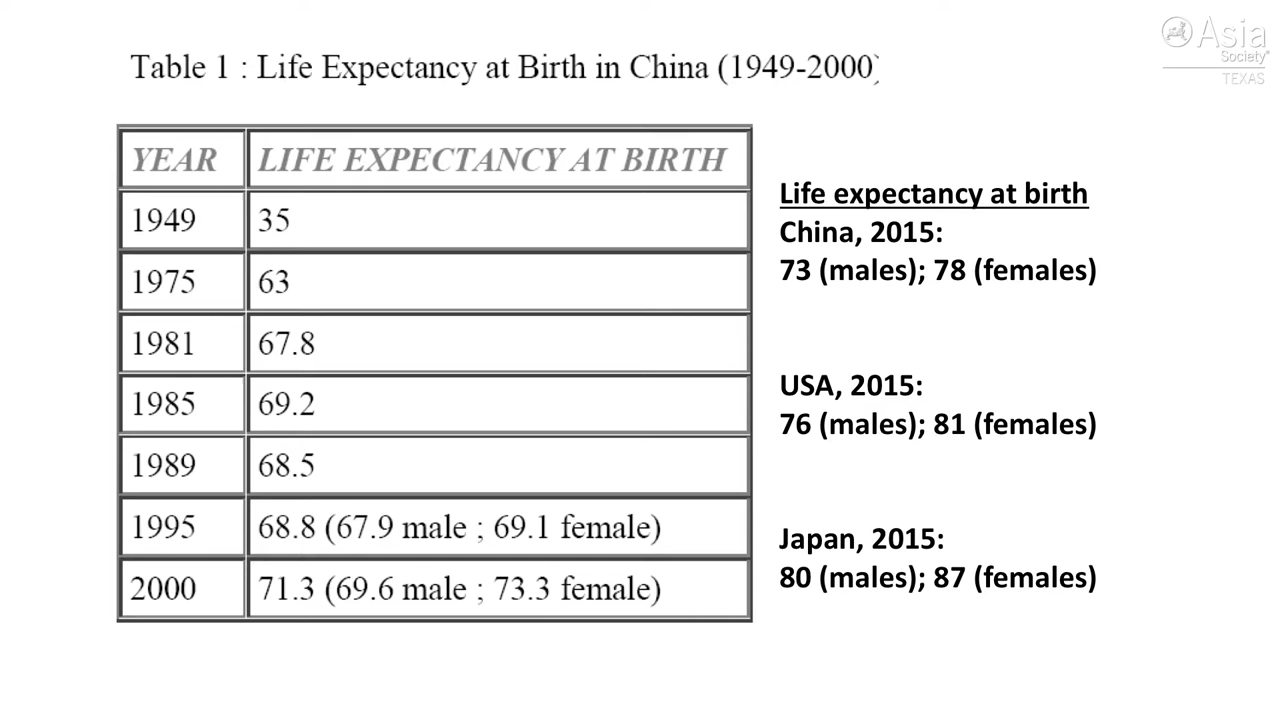 Asia
Society®
TEXAS
Table 1 : Life Expectancy at Birth in China (1949-2000)
YEAR LIFE EXPECTANCY AT BIRTH
1949 35
1975 63
1981 67.8
1985 69.2
1989 68.5
1995 68.8 (67.9 male ; 69.1 female)
2000 71.3 (69.6 male ; 73.3 female)
Life expectancy at birth
China, 2015:
73 (males); 78 (females)
USA, 2015:
76 (males); 81 (females)
Japan, 2015:
80 (males); 87 (females)